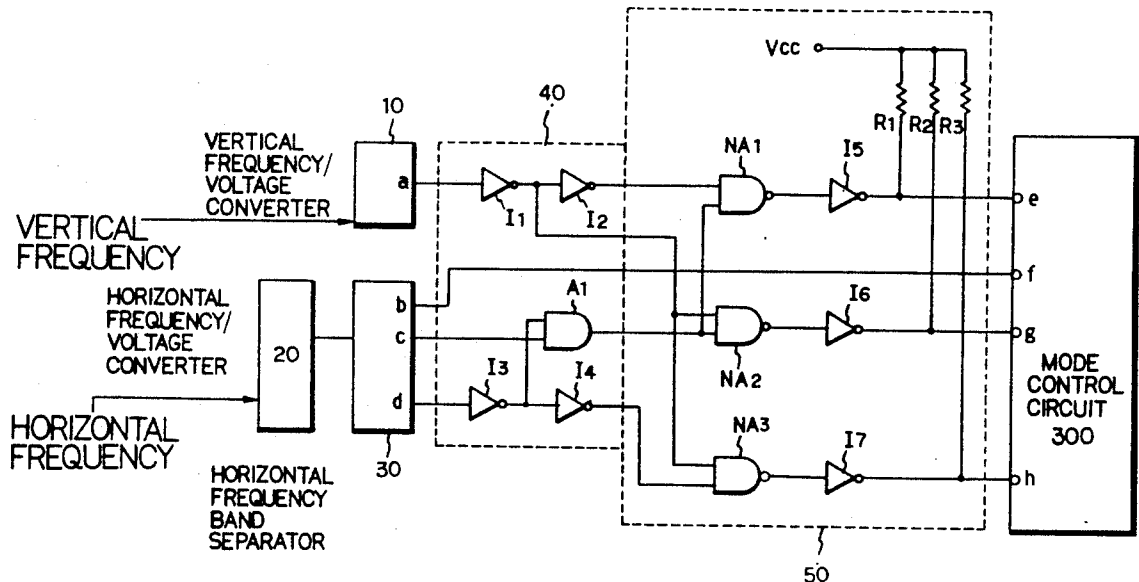 Vcc
R1
R2
R3
40
10
VERTICAL
FREQUENCY/
VOLTAGE
CONVERTER
a
I1
I2
NA1
I5
e
VERTICAL
FREQUENCY
f
HORIZONTAL
FREQUENCY/
VOLTAGE
CONVERTER
20
b
c
d
A1
NA2
I6
g
I3
I4
MODE
CONTROL
CIRCUIT
300
HORIZONTAL
FREQUENCY
30
NA3
I7
h
HORIZONTAL
FREQUENCY
BAND
SEPARATOR
50